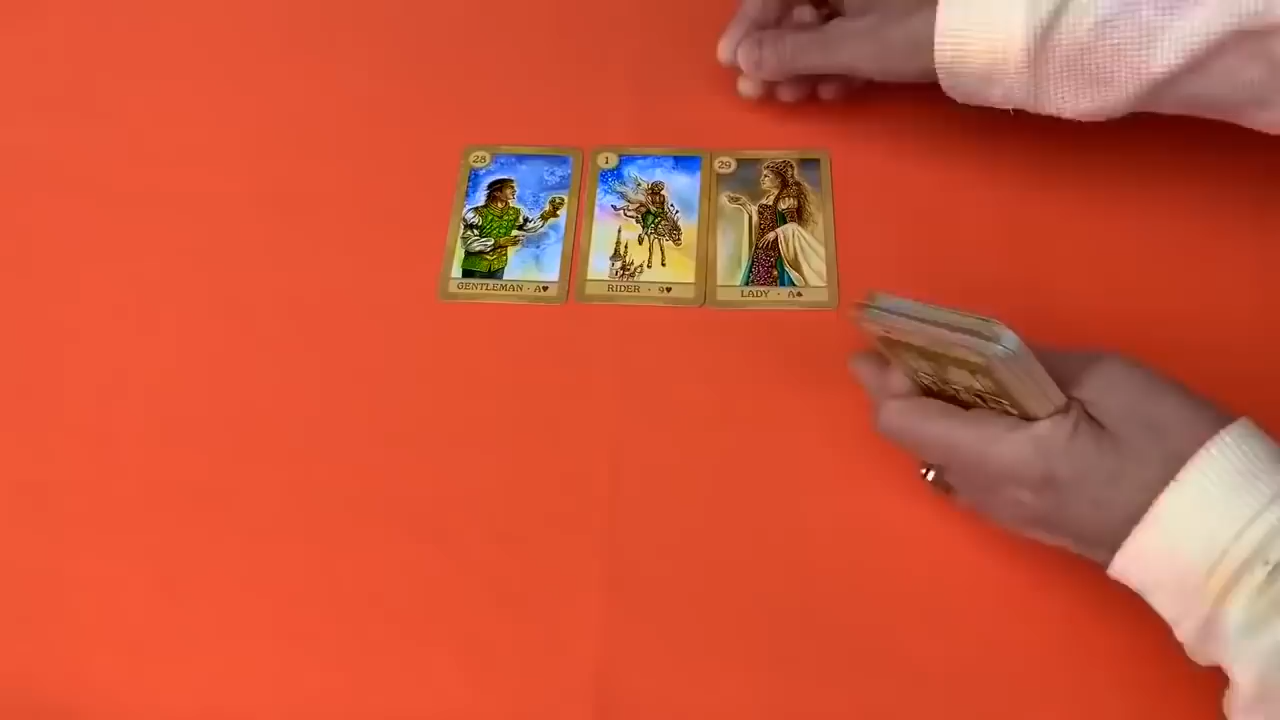 28
GENTLEMAN · A♥
1
RIDER · 9♥
29
LADY · A♠